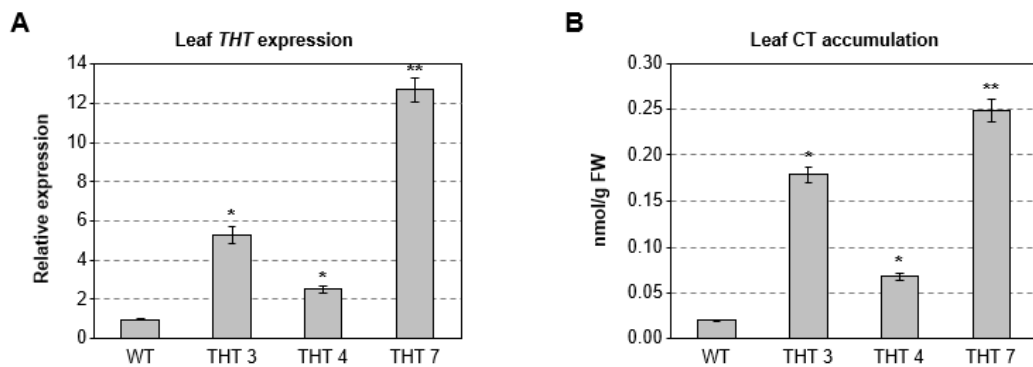 A
Leaf THT expression
Relative expression
14
12
10
8
6
4
2
0
**
*
*
WT THT 3 THT 4 THT 7
B
Leaf CT accumulation
nmol/g FW
0.30
0.25
0.20
0.15
0.10
0.05
0.00
**
*
*
WT THT 3 THT 4 THT 7